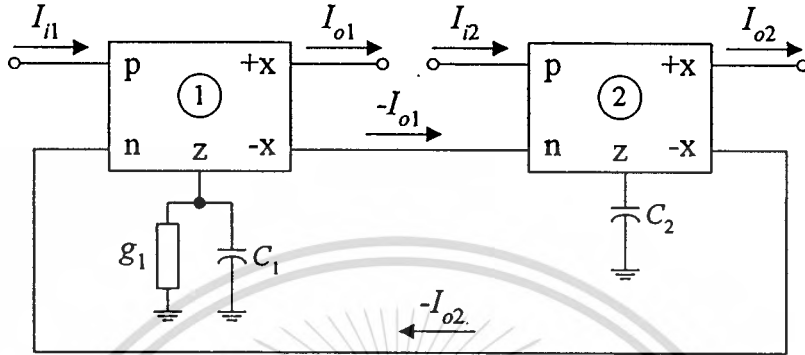 I_{i1} I_{o1} I_{i2} I_{o2}
p +x p +x
1 2
-I_{o1}
n z -x n z -x
g_1 C_1 C_2
-I_{o2}